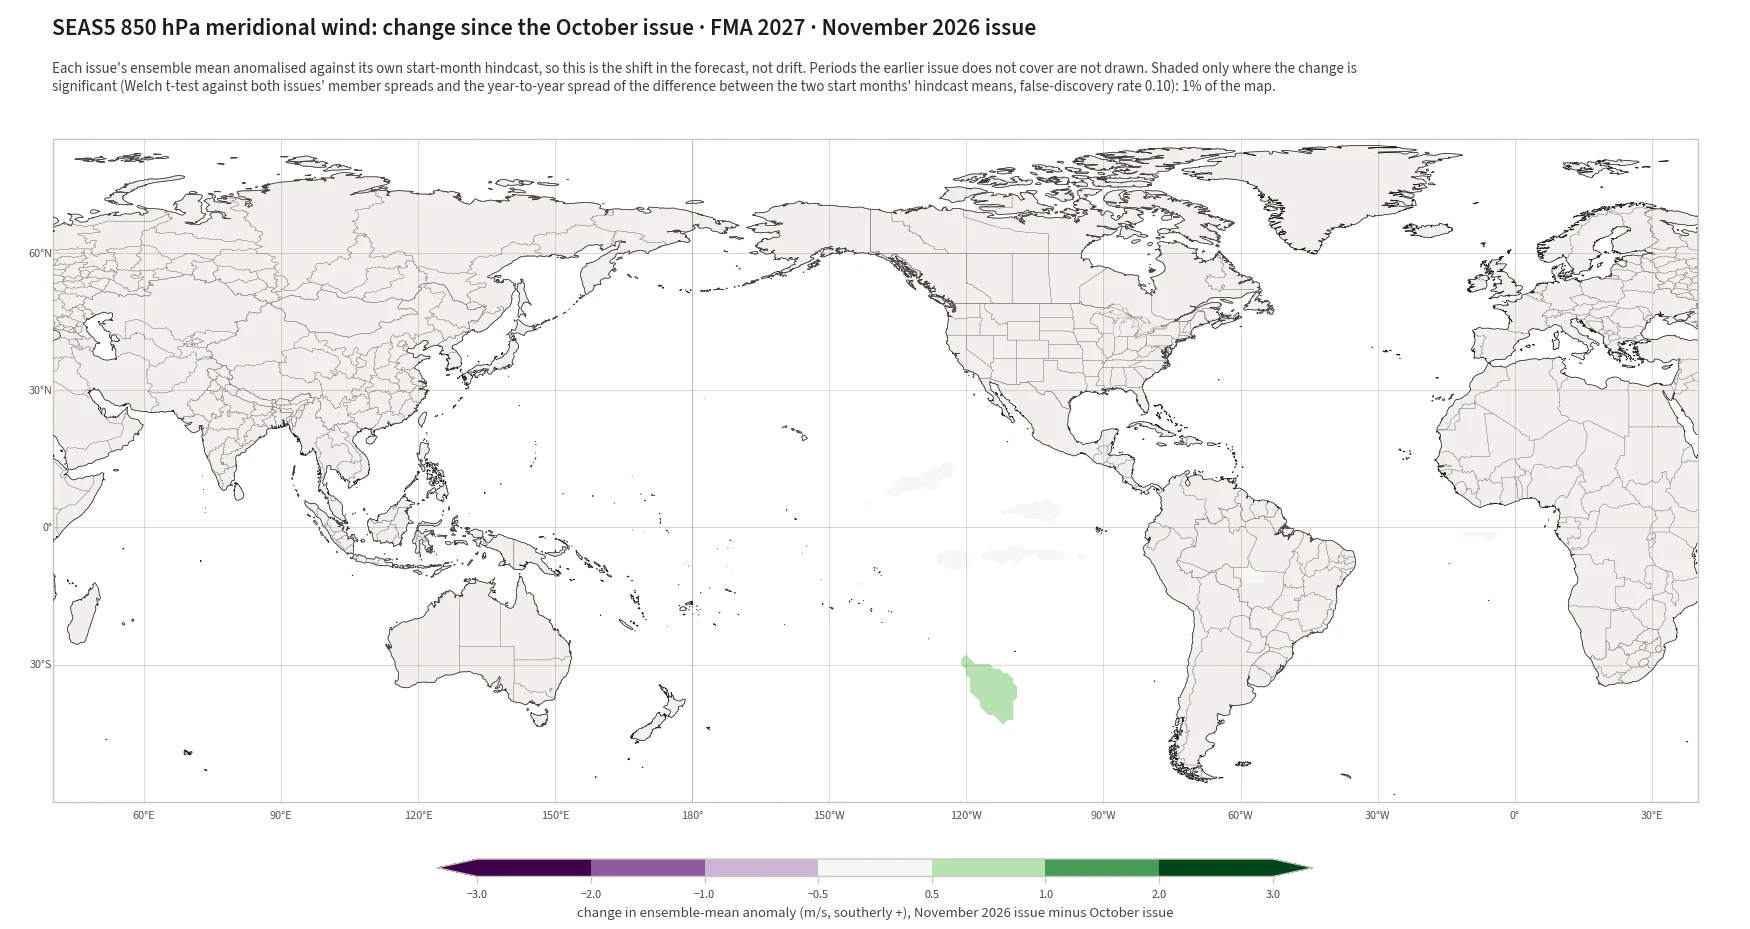 SEAS5 850 hPa meridional wind: change since the October issue · FMA 2027 · November 2026 issue
Each issue's ensemble mean anomalised against its own start-month hindcast, so this is the shift in the forecast, not drift. Periods the earlier issue does not cover are not drawn. Shaded only where the change is
significant (Welch t-test against both issues' member spreads and the year-to-year spread of the difference between the two start months' hindcast means, false-discovery rate 0.10): 1% of the map.
60°N
30°N
0°
30°S
60°E 90°E 120°E 150°E 180° 150°W 120°W 90°W 60°W 30°W 0° 30°E
−3.0 −2.0 −1.0 −0.5 0.5 1.0 2.0 3.0
change in ensemble-mean anomaly (m/s, southerly +), November 2026 issue minus October issue